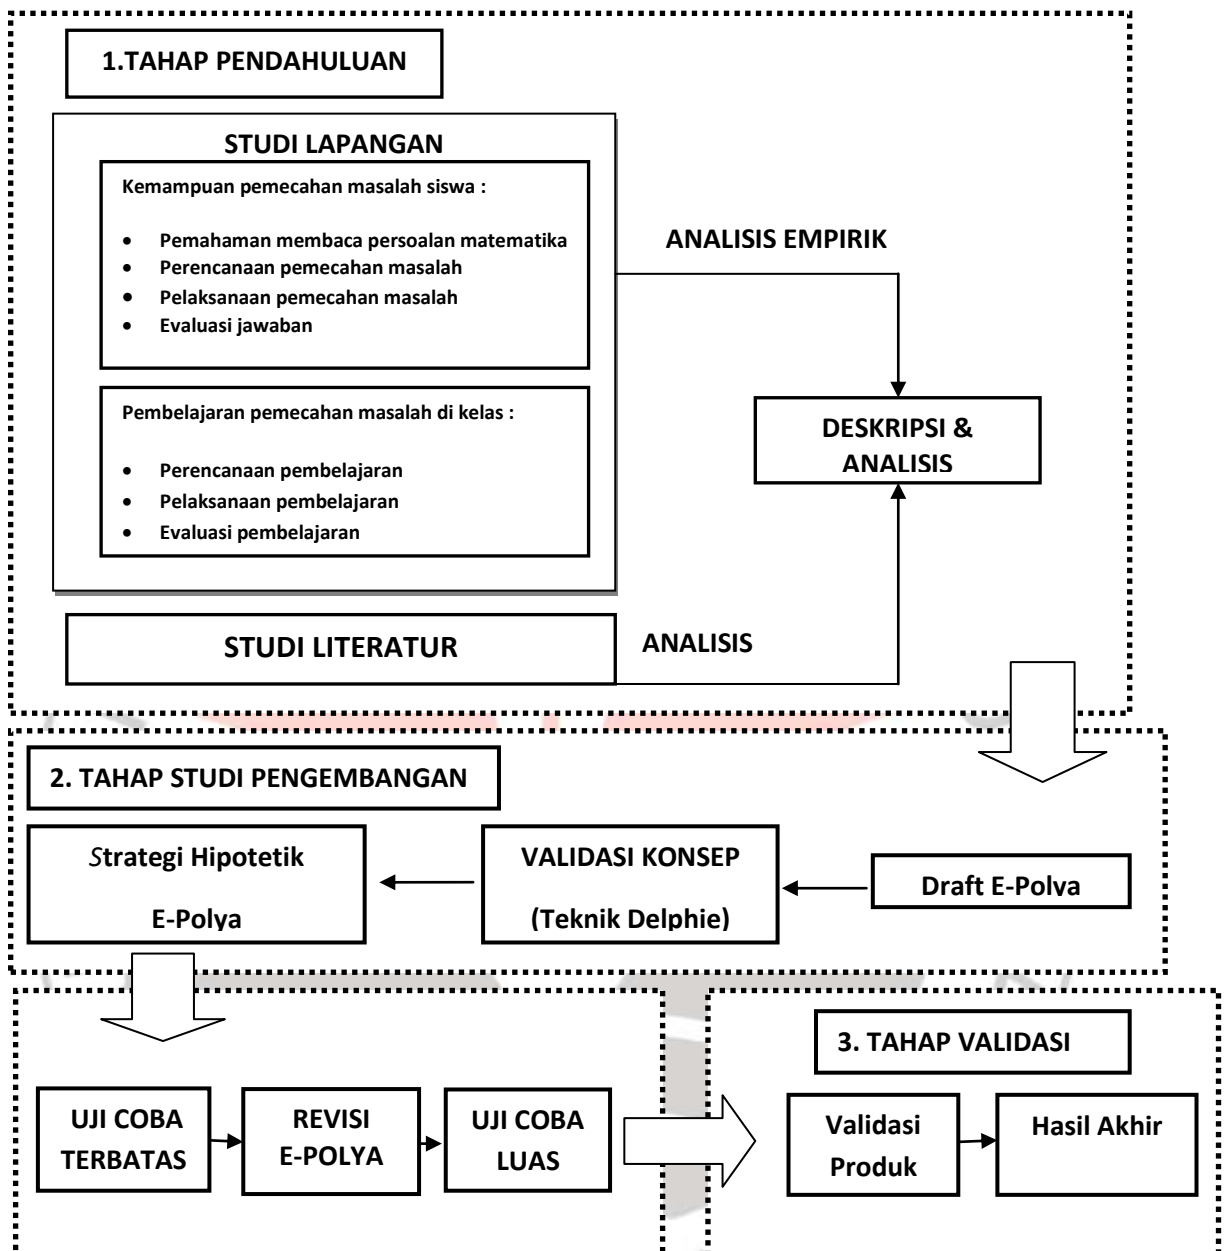 1.TAHAP PENDAHULUAN
STUDI LAPANGAN
Kemampuan pemecahan masalah siswa :
• Pemahaman membaca persoalan matematika
• Perencanaan pemecahan masalah
• Pelaksanaan pemecahan masalah
• Evaluasi jawaban
Pembelajaran pemecahan masalah di kelas :
• Perencanaan pembelajaran
• Pelaksanaan pembelajaran
• Evaluasi pembelajaran
ANALISIS EMPIRIK
DESKRIPSI &
ANALISIS
STUDI LITERATUR
ANALISIS
2. TAHAP STUDI PENGEMBANGAN
Strategi Hipotetik
E-Polya
VALIDASI KONSEP
(Teknik Delphie)
Draft E-Polya
UJI COBA
TERBATAS
REVISI
E-POLYA
UJI COBA
LUAS
3. TAHAP VALIDASI
Validasi
Produk
Hasil Akhir